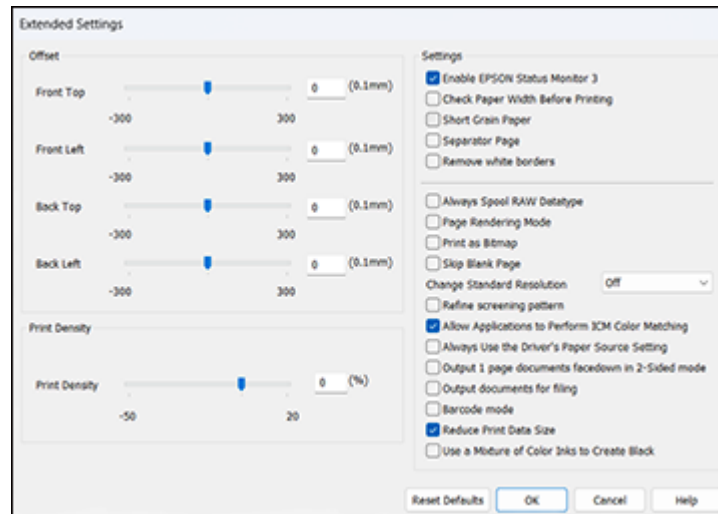 Extended Settings
Offset
Front Top
0 (0.1mm)
-300 300
Front Left
0 (0.1mm)
-300 300
Back Top
0 (0.1mm)
-300 300
Back Left
0 (0.1mm)
-300 300
Print Density
Print Density
0 (%)
-50 20
Settings
Enable EPSON Status Monitor 3
Check Paper Width Before Printing
Short Grain Paper
Separator Page
Remove white borders
Always Spool RAW Datatype
Page Rendering Mode
Print as Bitmap
Skip Blank Page
Change Standard Resolution Off
Refine screening pattern
Allow Applications to Perform ICM Color Matching
Always Use the Driver's Paper Source Setting
Output 1 page documents facedown in 2-Sided mode
Output documents for filing
Barcode mode
Reduce Print Data Size
Use a Mixture of Color Inks to Create Black
Reset Defaults OK Cancel Help